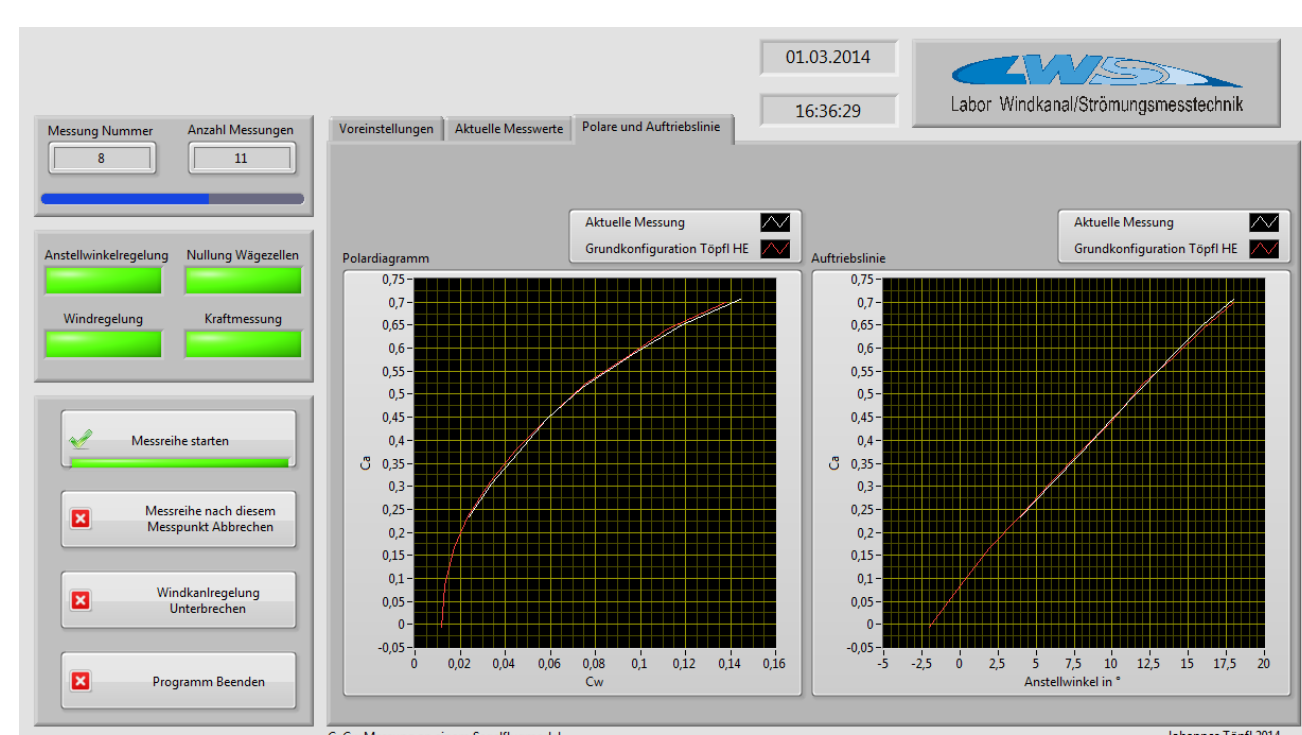 01.03.2014
16:36:29
LWS
Labor Windkanal/Strömungsmesstechnik
Messung Nummer
Anzahl Messungen
8
11
Anstellwinkelregelung
Nullung Wägezellen
Windregelung
Kraftmessung
Messreihe starten
Messreihe nach diesem
Messpunkt Abbrechen
Windkanlregelung
Unterbrechen
Programm Beenden
Voreinstellungen
Aktuelle Messwerte
Polare und Auftriebslinie
Aktuelle Messung
Grundkonfiguration Töpfl HE
Polardiagramm
Ca
0,75
0,7
0,65
0,6
0,55
0,5
0,45
0,4
0,35
0,3
0,25
0,2
0,15
0,1
0,05
0
-0,05
0 0,02 0,04 0,06 0,08 0,1 0,12 0,14 0,16
Cw
Aktuelle Messung
Grundkonfiguration Töpfl HE
Auftriebslinie
Ca
0,75
0,7
0,65
0,6
0,55
0,5
0,45
0,4
0,35
0,3
0,25
0,2
0,15
0,1
0,05
0
-0,05
-5 -2,5 0 2,5 5 7,5 10 12,5 15 17,5 20
Anstellwinkel in °
Johannes Töpfl 2014